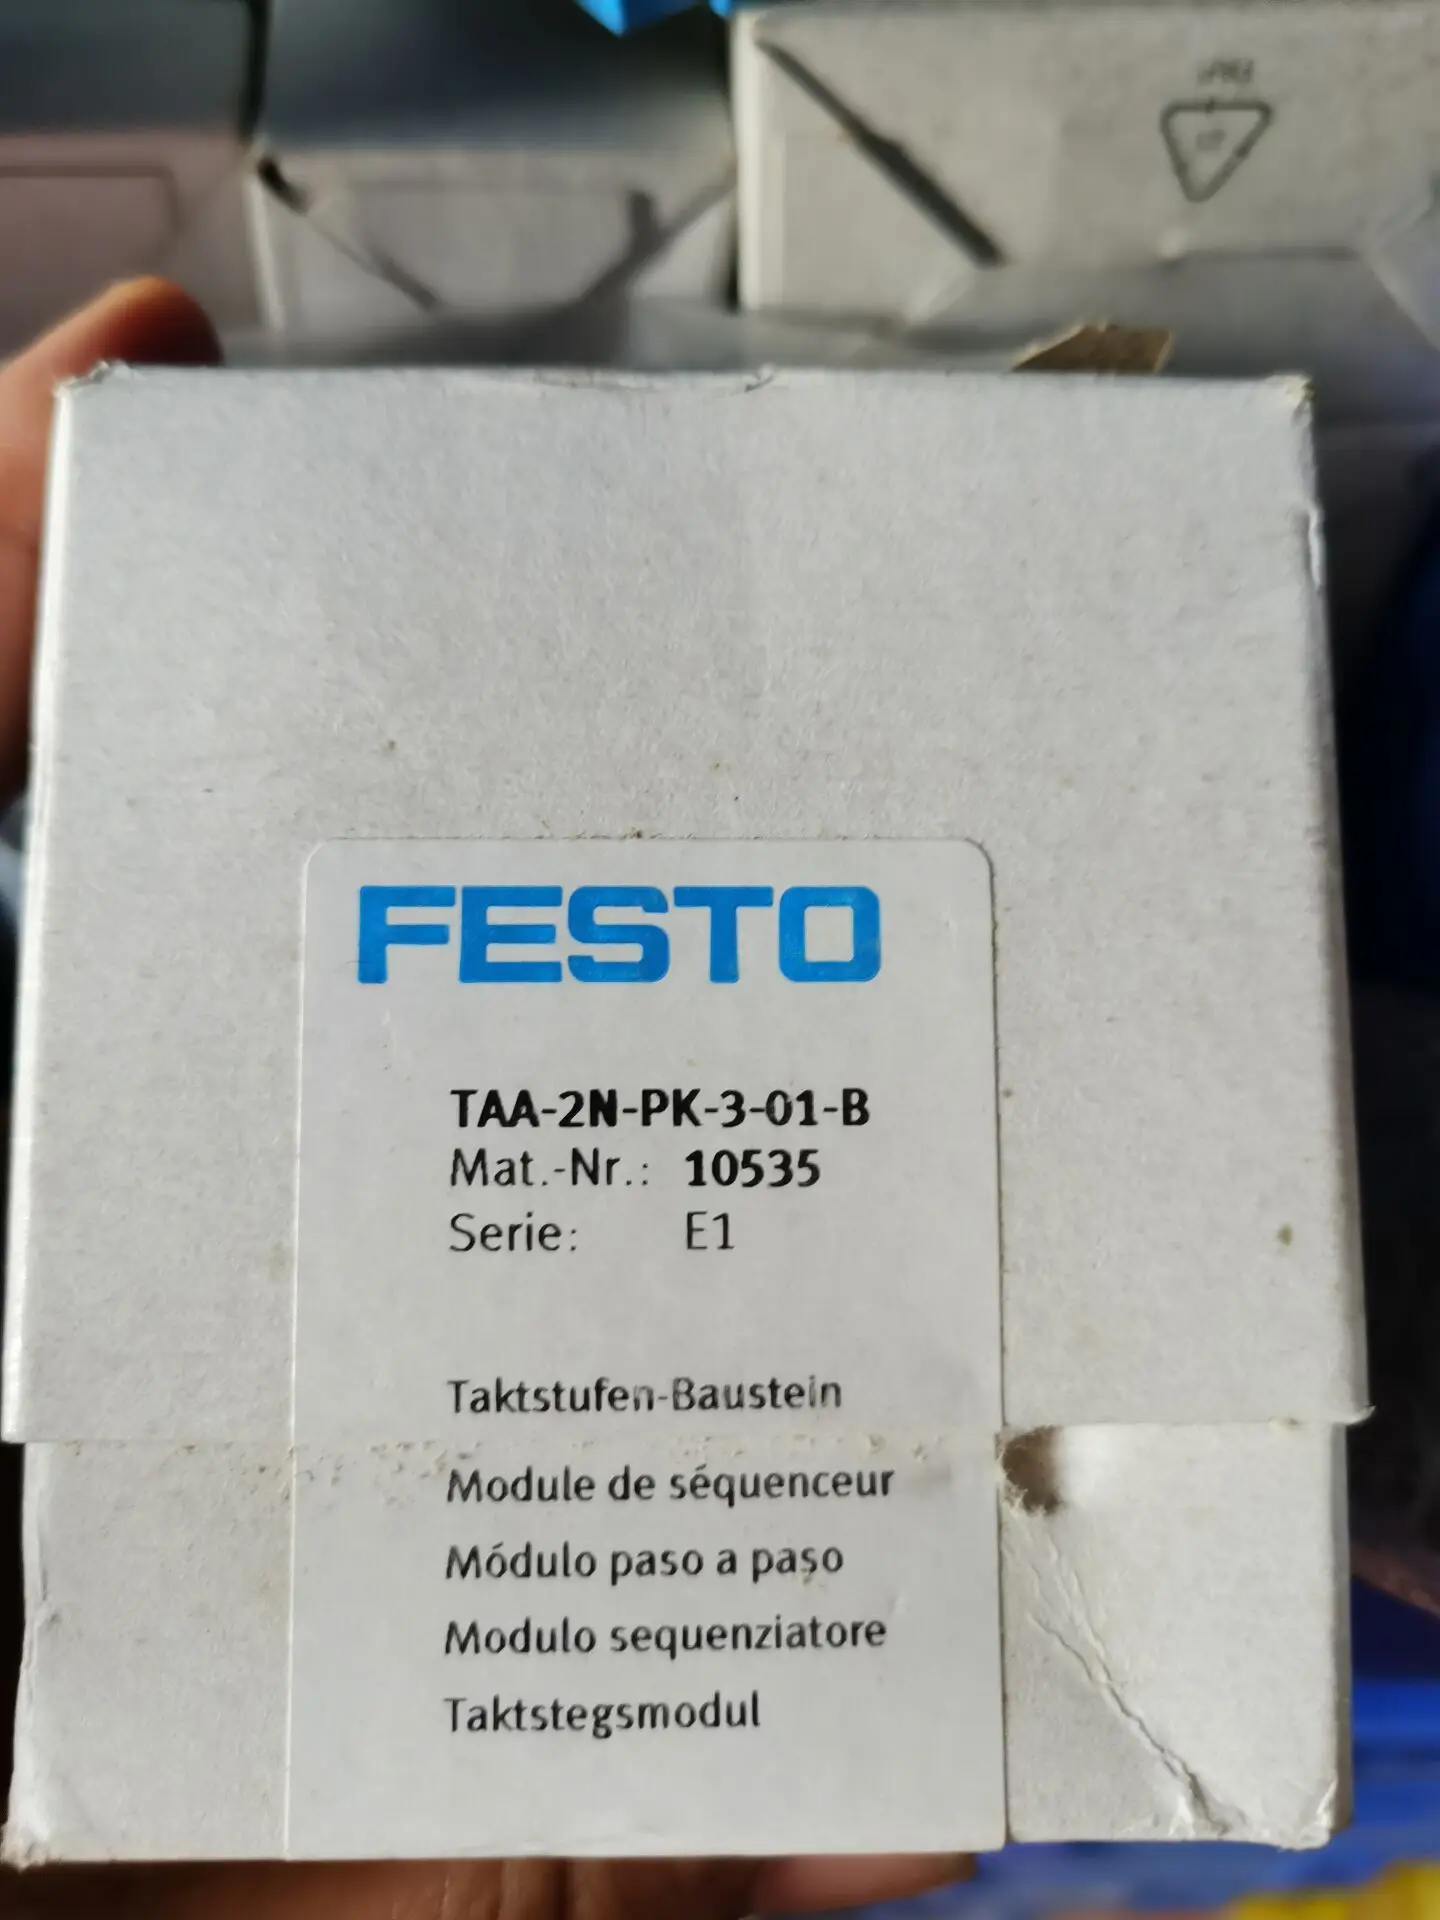 FESTO
TAA-2N-PK-3-01-B
Mat.-Nr.: 10535
Serie: E1
Taktstufen-Baustein
Module de séquenceur
Módulo paso a paso
Modulo sequenziatore
Taktstegsmodul